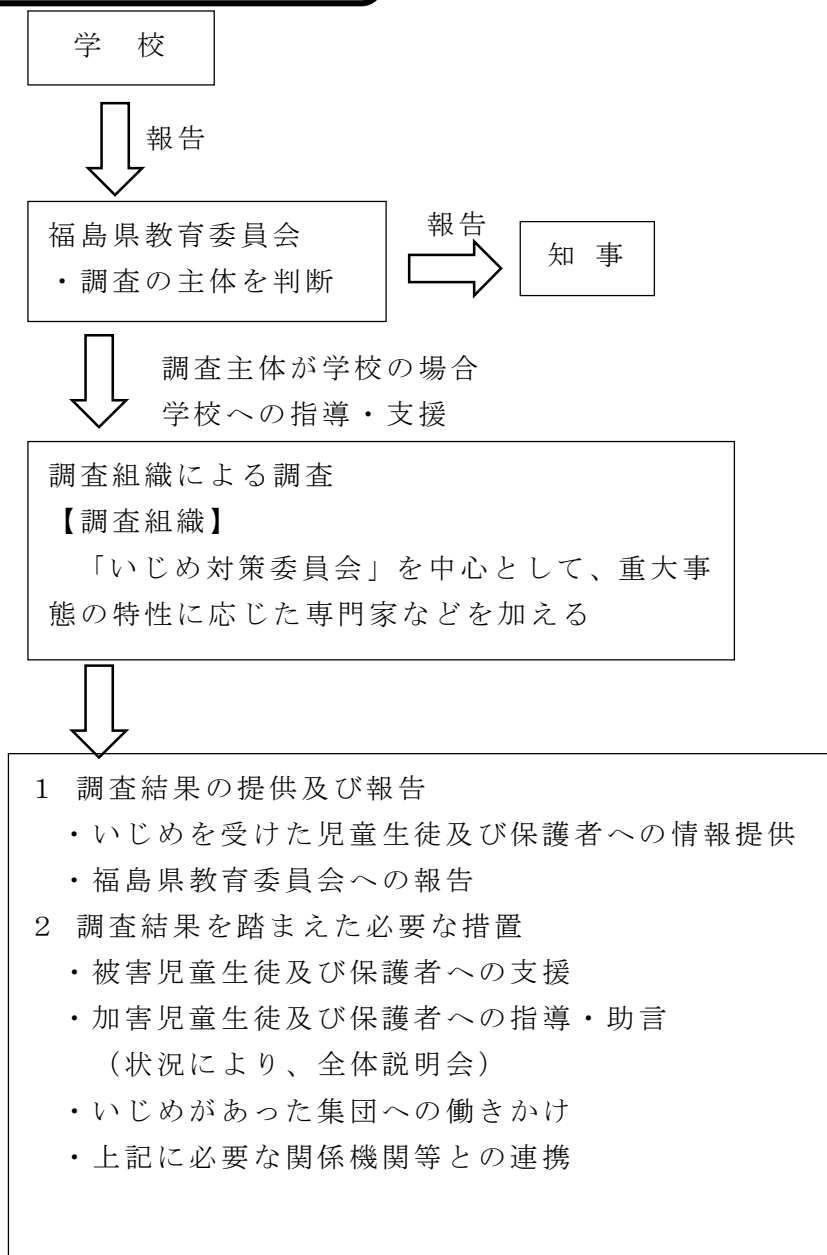 学 校
報告
福島県教育委員会
・調査の主体を判断
報告
知 事
調査主体が学校の場合
学校への指導・支援
調査組織による調査
【調査組織】
「いじめ対策委員会」を中心として、重大事
態の特性に応じた専門家などを加える
1 調査結果の提供及び報告
・いじめを受けた児童生徒及び保護者への情報提供
・福島県教育委員会への報告
2 調査結果を踏まえた必要な措置
・被害児童生徒及び保護者への支援
・加害児童生徒及び保護者への指導・助言
（状況により、全体説明会）
・いじめがあった集団への働きかけ
・上記に必要な関係機関等との連携